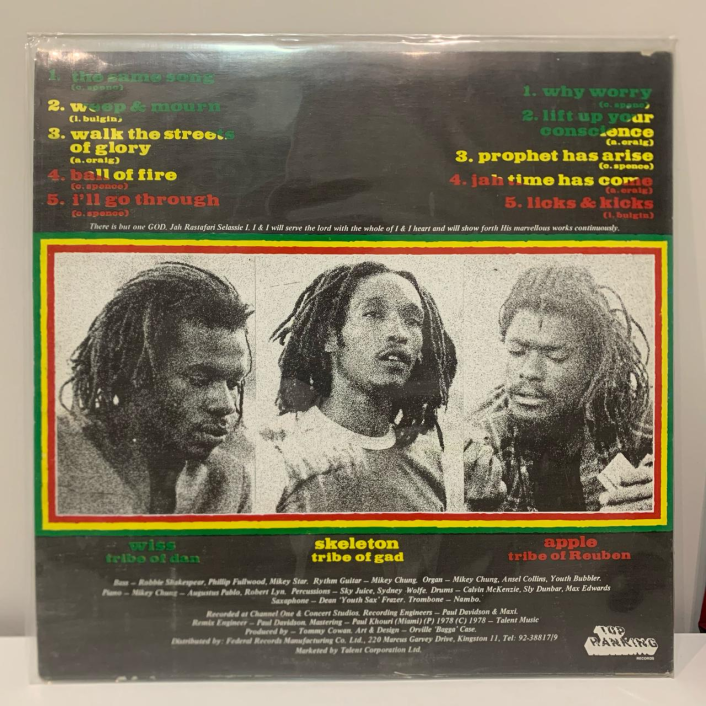 1. the same song
(c. spence)
2. weep & mourn
(l. bulgin)
3. walk the streets
of glory
(a. craig)
4. ball of fire
(c. spence)
5. i'll go through
(c. spence)
1. why worry
(c. spence)
2. lift up your
conscience
(a. craig)
3. prophet has arise
(c. spence)
4. jah time has come
(a. craig)
5. licks & kicks
(l. bulgin)
There is but one GOD, Jah Rastafari Selassie I. I & I will serve the lord with the whole of I & I heart and will show forth His marvellous works continuously.
wiss
tribe of dan
skeleton
tribe of gad
apple
tribe of Reuben
Bass — Robbie Shakespear, Phillip Fullwood, Mikey Star. Rythm Guitar — Mikey Chung. Organ — Mikey Chung, Ansel Collins, Youth Bubbler.
Piano — Mikey Chung — Augustus Pablo, Robert Lyn. Percussions — Sky Juice, Sydney Wolfe. Drums — Calvin McKenzie, Sly Dunbar, Max Edwards
Saxaphone — Dean 'Youth Sax' Frazer, Trombone — Nambo.
Recorded at Channel One & Concert Studios. Recording Engineers — Paul Davidson & Maxi.
Remix Engineer — Paul Davidson. Mastering — Paul Khouri (Miami) (P) 1978 (C) 1978 — Talent Music
Produced by — Tommy Cowan. Art & Design — Orville 'Bagga' Case.
Distributed by: Federal Records Manufacturing Co. Ltd., 220 Marcus Garvey Drive, Kingston 11, Tel: 92-38817/9
Marketed by Talent Corporation Ltd.
TOP
RANKING
RECORDS